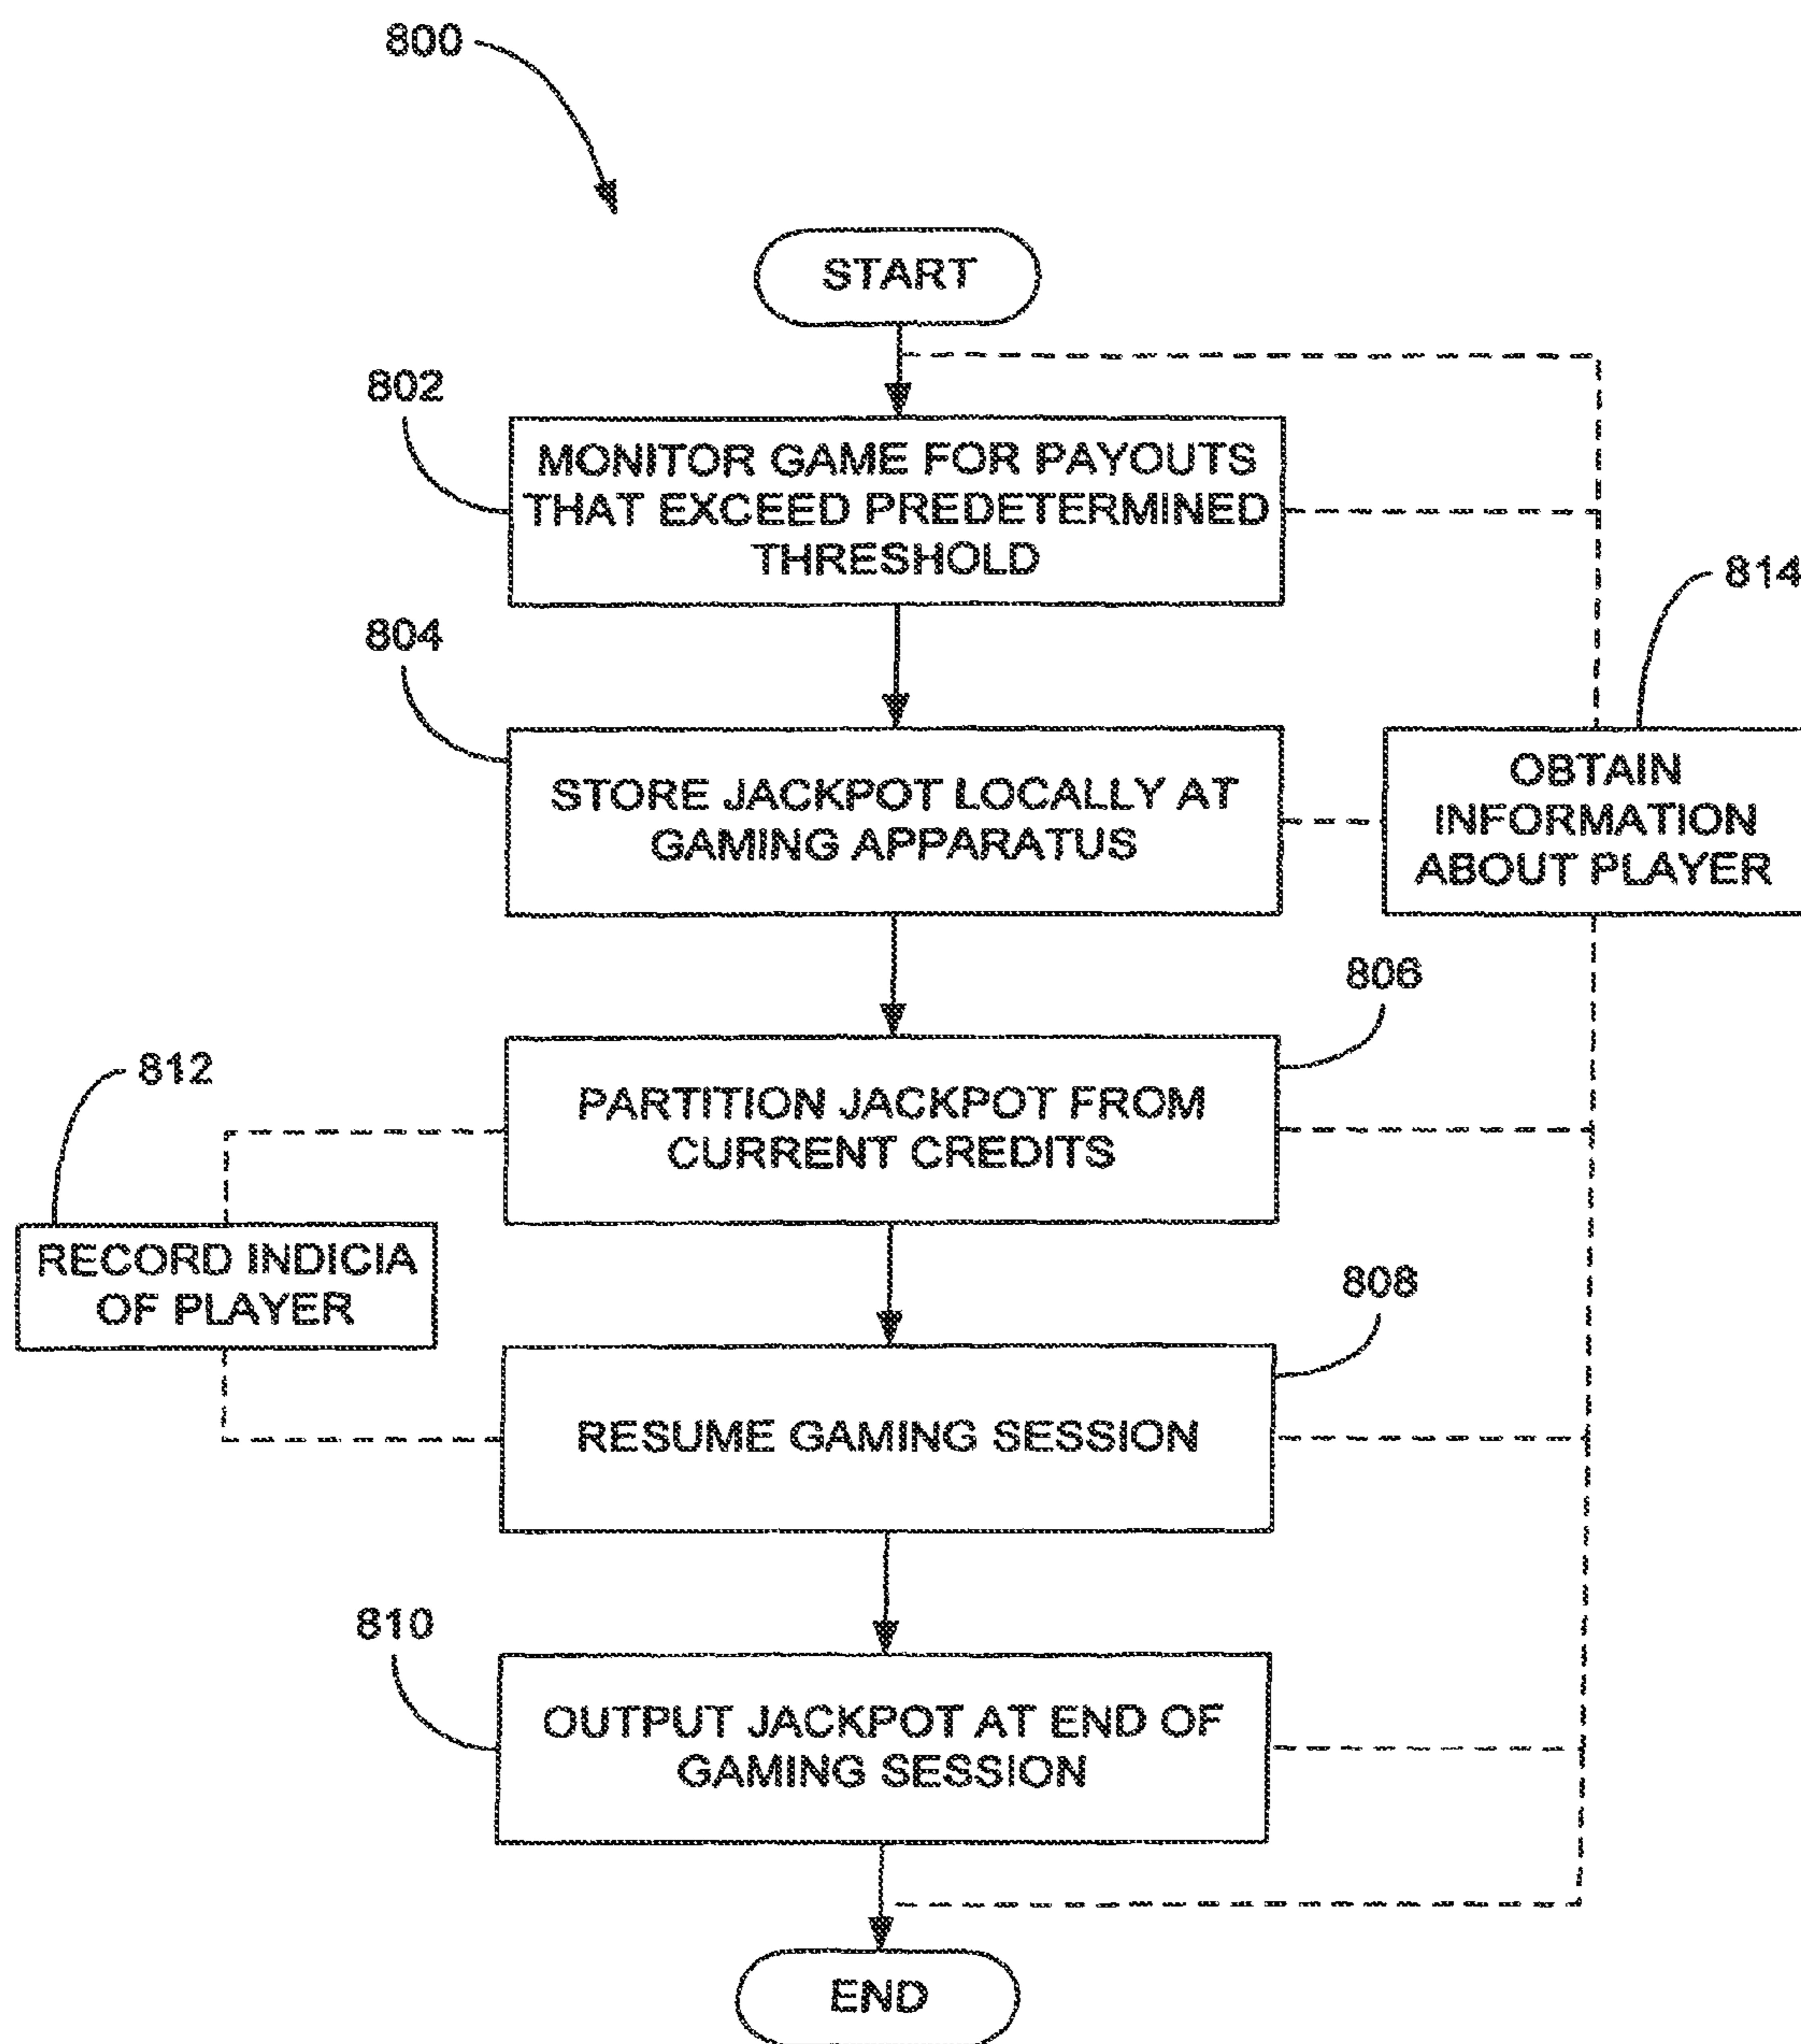 800
START
802
MONITOR GAME FOR PAYOUTS
THAT EXCEED PREDETERMINED
THRESHOLD
814
804
STORE JACKPOT LOCALLY AT
GAMING APPARATUS
OBTAIN
INFORMATION
ABOUT PLAYER
806
812
PARTITION JACKPOT FROM
CURRENT CREDITS
RECORD INDICIA
OF PLAYER
808
RESUME GAMING SESSION
810
OUTPUT JACKPOT AT END OF
GAMING SESSION
END